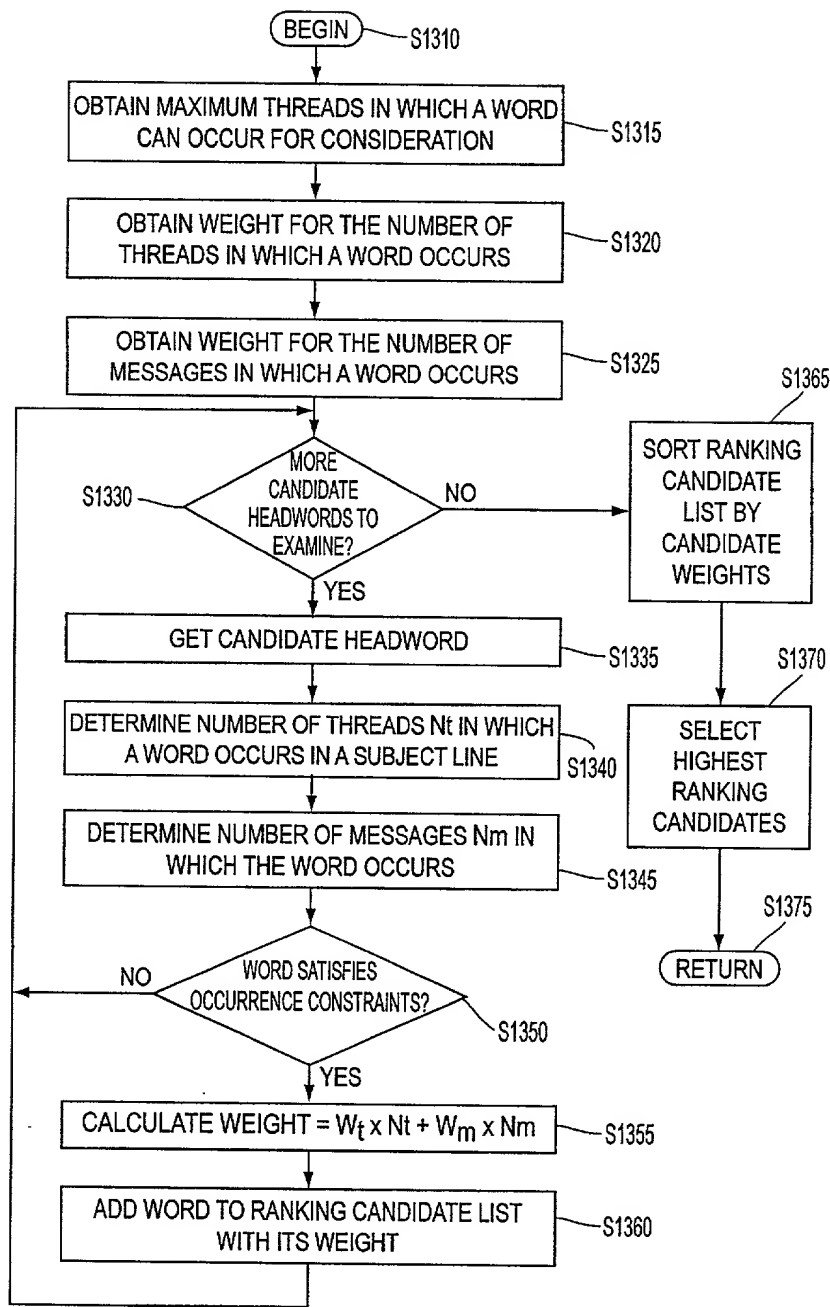 BEGIN
S1310
OBTAIN MAXIMUM THREADS IN WHICH A WORD
CAN OCCUR FOR CONSIDERATION
S1315
OBTAIN WEIGHT FOR THE NUMBER OF
THREADS IN WHICH A WORD OCCURS
S1320
OBTAIN WEIGHT FOR THE NUMBER OF
MESSAGES IN WHICH A WORD OCCURS
S1325
S1330
MORE
CANDIDATE
HEADWORDS TO
EXAMINE?
NO
YES
S1365
SORT RANKING
CANDIDATE
LIST BY
CANDIDATE
WEIGHTS
GET CANDIDATE HEADWORD
S1335
DETERMINE NUMBER OF THREADS Nt IN WHICH
A WORD OCCURS IN A SUBJECT LINE
S1340
S1370
SELECT
HIGHEST
RANKING
CANDIDATES
DETERMINE NUMBER OF MESSAGES Nm IN
WHICH THE WORD OCCURS
S1345
S1375
RETURN
NO
WORD SATISFIES
OCCURRENCE CONSTRAINTS?
S1350
YES
CALCULATE WEIGHT = Wt x Nt + Wm x Nm
S1355
ADD WORD TO RANKING CANDIDATE LIST
WITH ITS WEIGHT
S1360